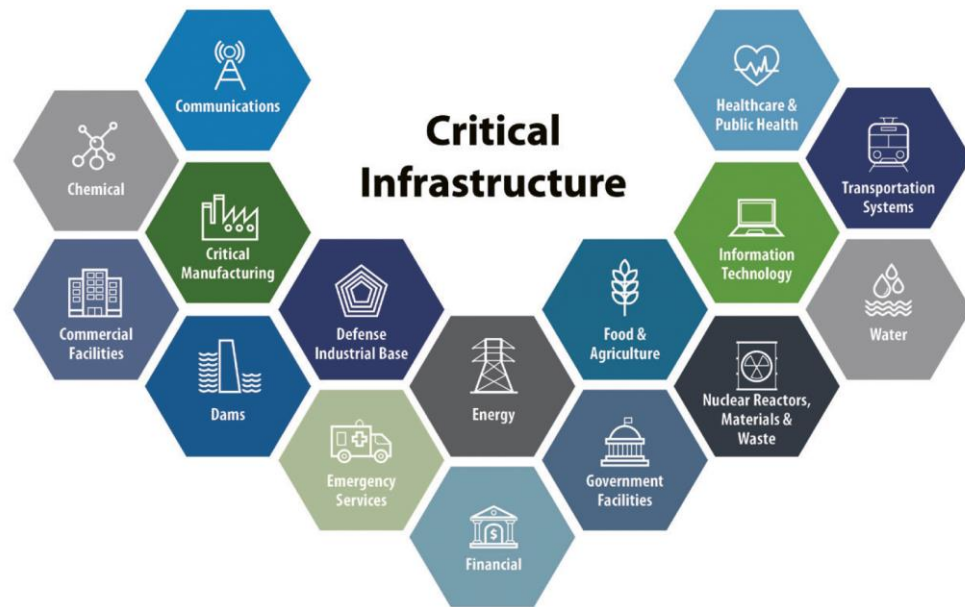 Critical
Infrastructure
Communications
Chemical
Critical
Manufacturing
Commercial
Facilities
Dams
Defense
Industrial Base
Emergency
Services
Energy
Financial
Food &
Agriculture
Government
Facilities
Healthcare &
Public Health
Information
Technology
Nuclear Reactors,
Materials &
Waste
Transportation
Systems
Water
$